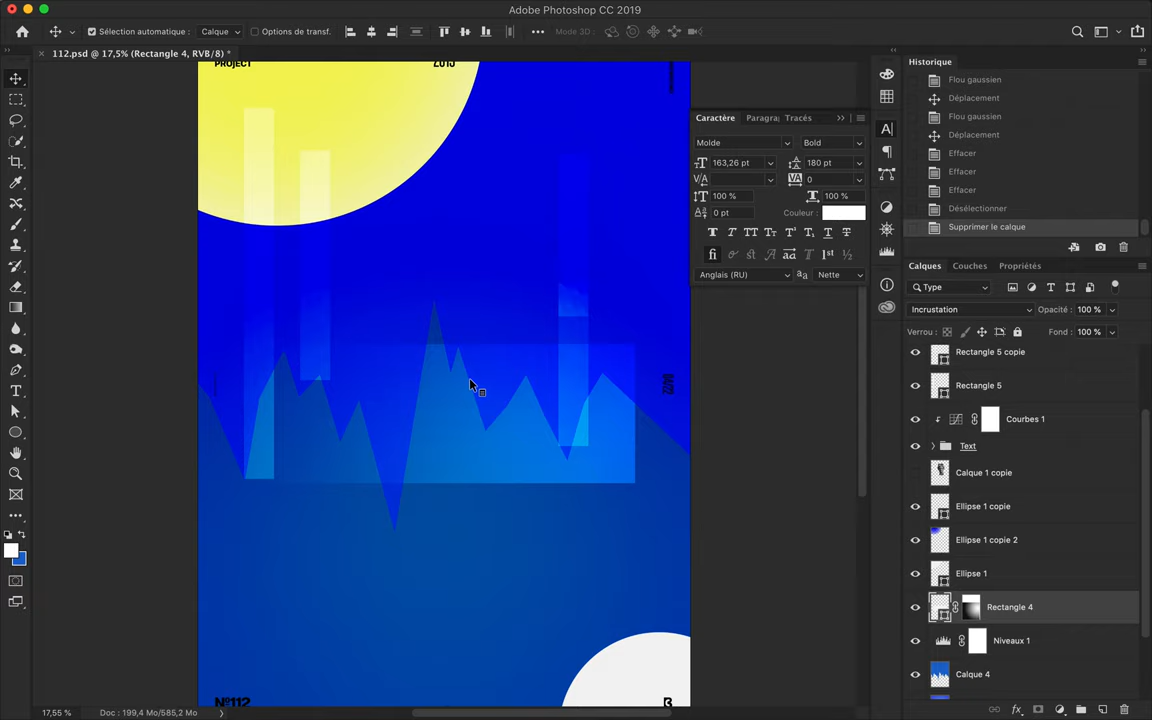 Adobe Photoshop CC 2019
Sélection automatique :
Calque
Options de transf.
Mode 3D :
112.psd @ 17,5% (Rectangle 4, RVB/8) *
PROJECT
2019
04/22
Nº112
B
Caractère
Paragra
Tracés
Molde
Bold
163,26 pt
180 pt
0
100 %
100 %
0 pt
Couleur :
Anglais (RU)
Nette
Historique
Flou gaussien
Déplacement
Flou gaussien
Déplacement
Effacer
Effacer
Effacer
Désélectionner
Supprimer le calque
Calques
Couches
Propriétés
Type
Incrustation
Opacité : 100 %
Verrou :
Fond : 100 %
Rectangle 5 copie
Rectangle 5
Courbes 1
Text
Calque 1 copie
Ellipse 1 copie
Ellipse 1 copie 2
Ellipse 1
Rectangle 4
Niveaux 1
Calque 4
17,55 %
Doc : 199,4 Mo/585,2 Mo